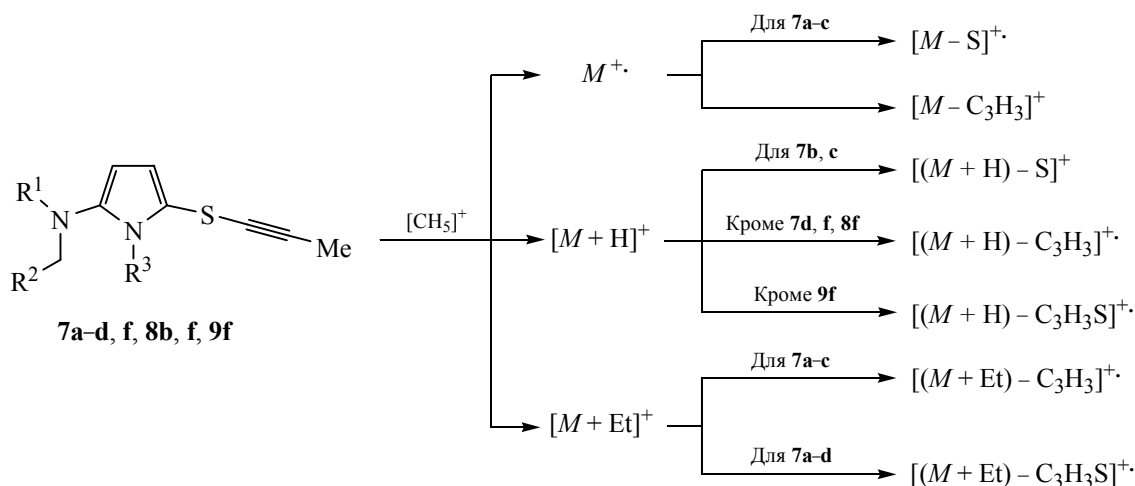 Для 7a–c
[M – S]⁺·
M⁺·
[M – C₃H₃]⁺
Для 7b, c
[(M + H) – S]⁺
R¹
N
N
S
Me
R²
R³
[CH₅]⁺
[M + H]⁺
Кроме 7d, f, 8f
[(M + H) – C₃H₃]⁺·
Кроме 9f
[(M + H) – C₃H₃S]⁺·
7a–d, f, 8b, f, 9f
Для 7a–c
[(M + Et) – C₃H₃]⁺·
[M + Et]⁺
Для 7a–d
[(M + Et) – C₃H₃S]⁺·